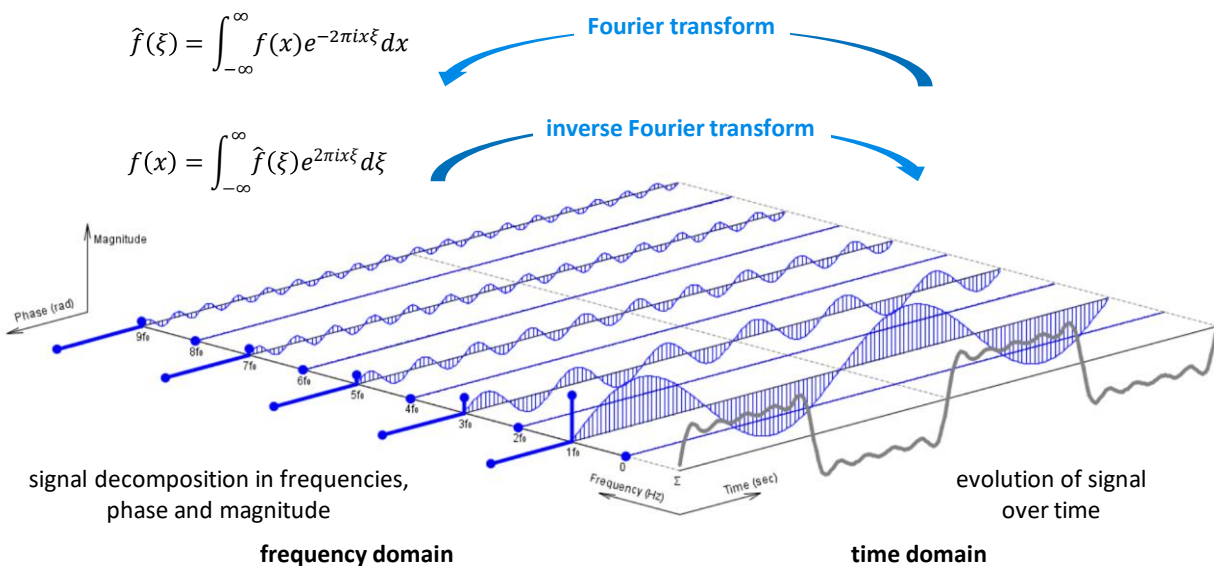 f̂(ξ) = ∫_{-∞}^{∞} f(x)e^{-2πixξ}dx
Fourier transform
inverse Fourier transform
f(x) = ∫_{-∞}^{∞} f̂(ξ)e^{2πixξ}dξ
Magnitude
Phase (rad)
9f₀
8f₀
7f₀
6f₀
5f₀
4f₀
3f₀
2f₀
1f₀
0
Σ
Frequency (Hz)
Time (sec)
signal decomposition in frequencies,
phase and magnitude
evolution of signal
over time
frequency domain
time domain